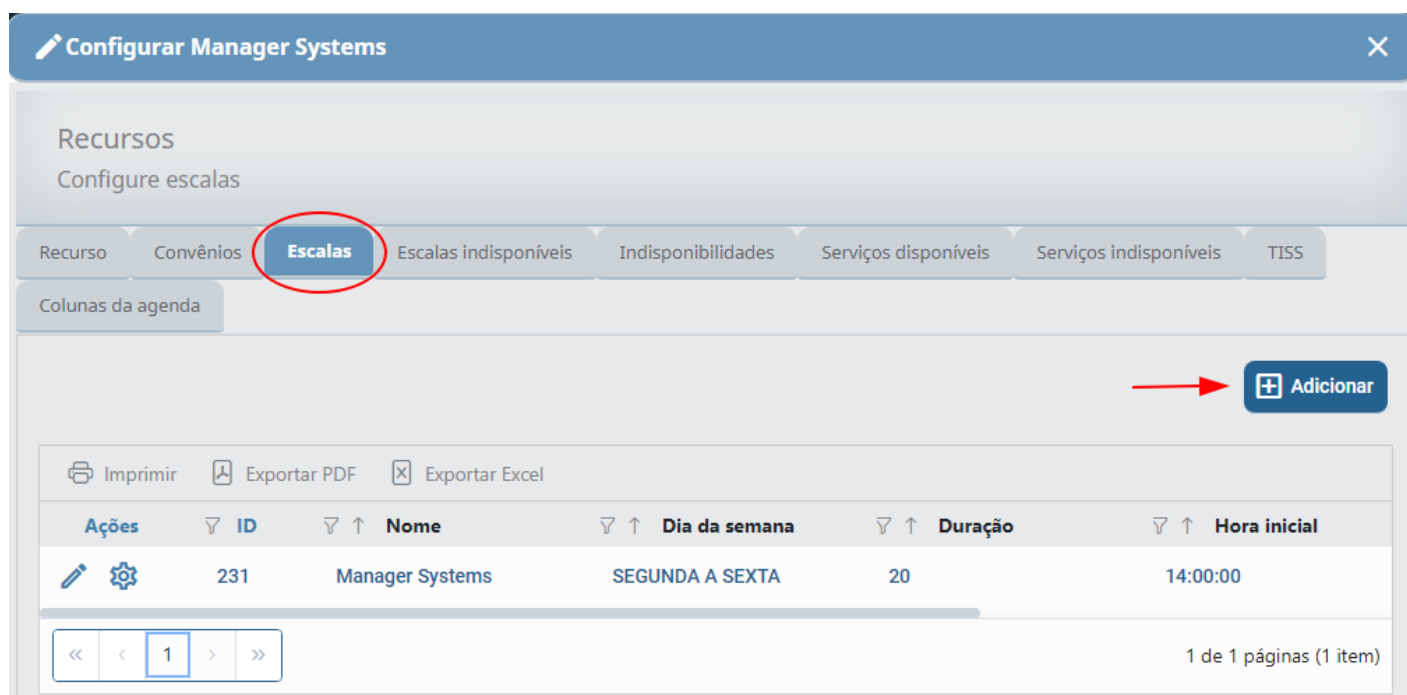 Configurar Manager Systems
Recursos
Configure escalas
Recurso Convênios Escalas Escalas indisponíveis Indisponibilidades Serviços disponíveis Serviços indisponíveis TISS
Colunas da agenda
Adicionar
Imprimir Exportar PDF Exportar Excel
Ações ID Nome Dia da semana Duração Hora inicial
231 Manager Systems SEGUNDA A SEXTA 20 14:00:00
1
1 de 1 páginas (1 item)